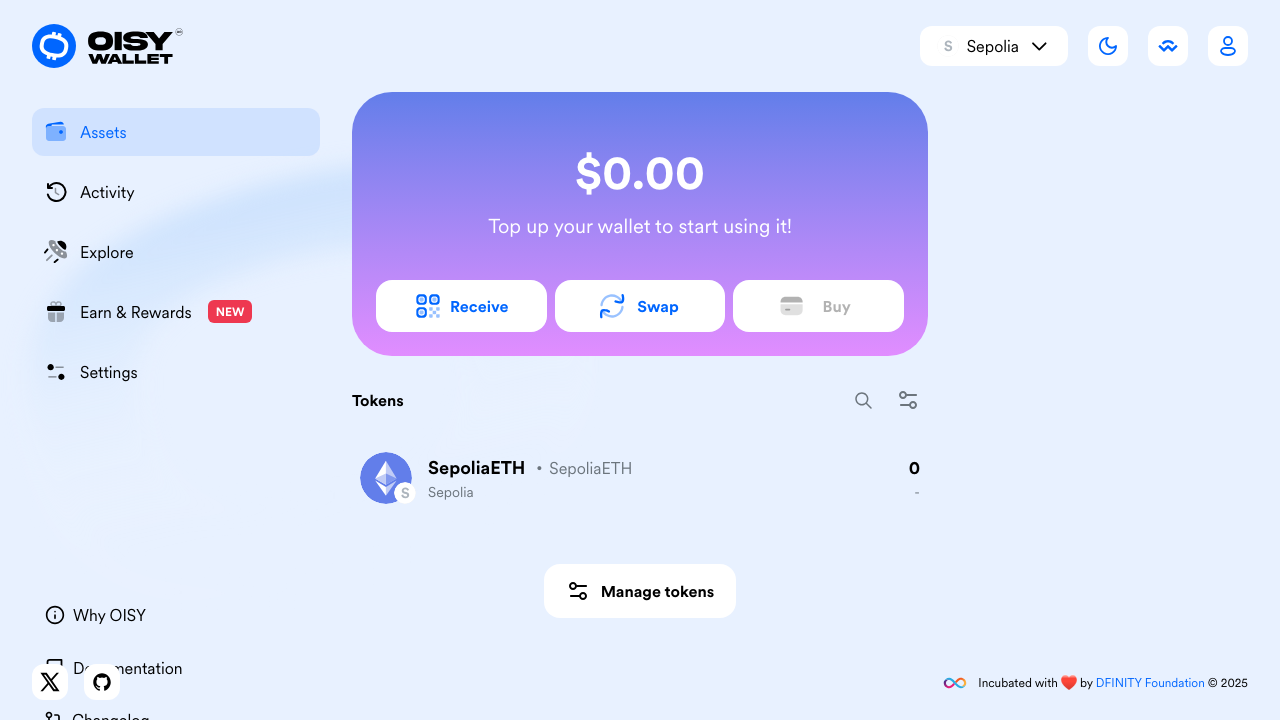 OISY
WALLET
S Sepolia
Assets
Activity
Explore
Earn & Rewards NEW
Settings
$0.00
Top up your wallet to start using it!
Receive Swap Buy
Tokens
SepoliaETH • SepoliaETH 0
S Sepolia -
Manage tokens
Why OISY
Documentation
Changelog
Incubated with ❤️ by DFINITY Foundation © 2025